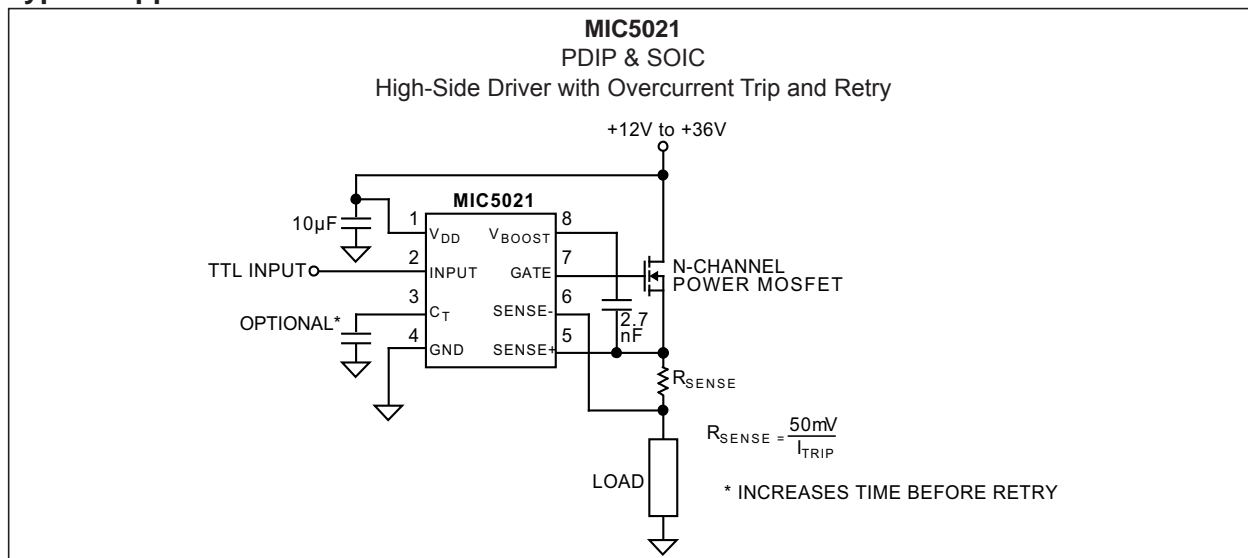 MIC5021
PDIP & SOIC
High-Side Driver with Overcurrent Trip and Retry
+12V to +36V
MIC5021
10µF
1
VDD
VBOOST
8
TTL INPUT
2
INPUT
GATE
7
N-CHANNEL
POWER MOSFET
OPTIONAL*
3
CT
SENSE-
6
2.7
nF
4
GND
SENSE+
5
RSENSE
RSENSE = 50mV
ITRIP
LOAD
* INCREASES TIME BEFORE RETRY